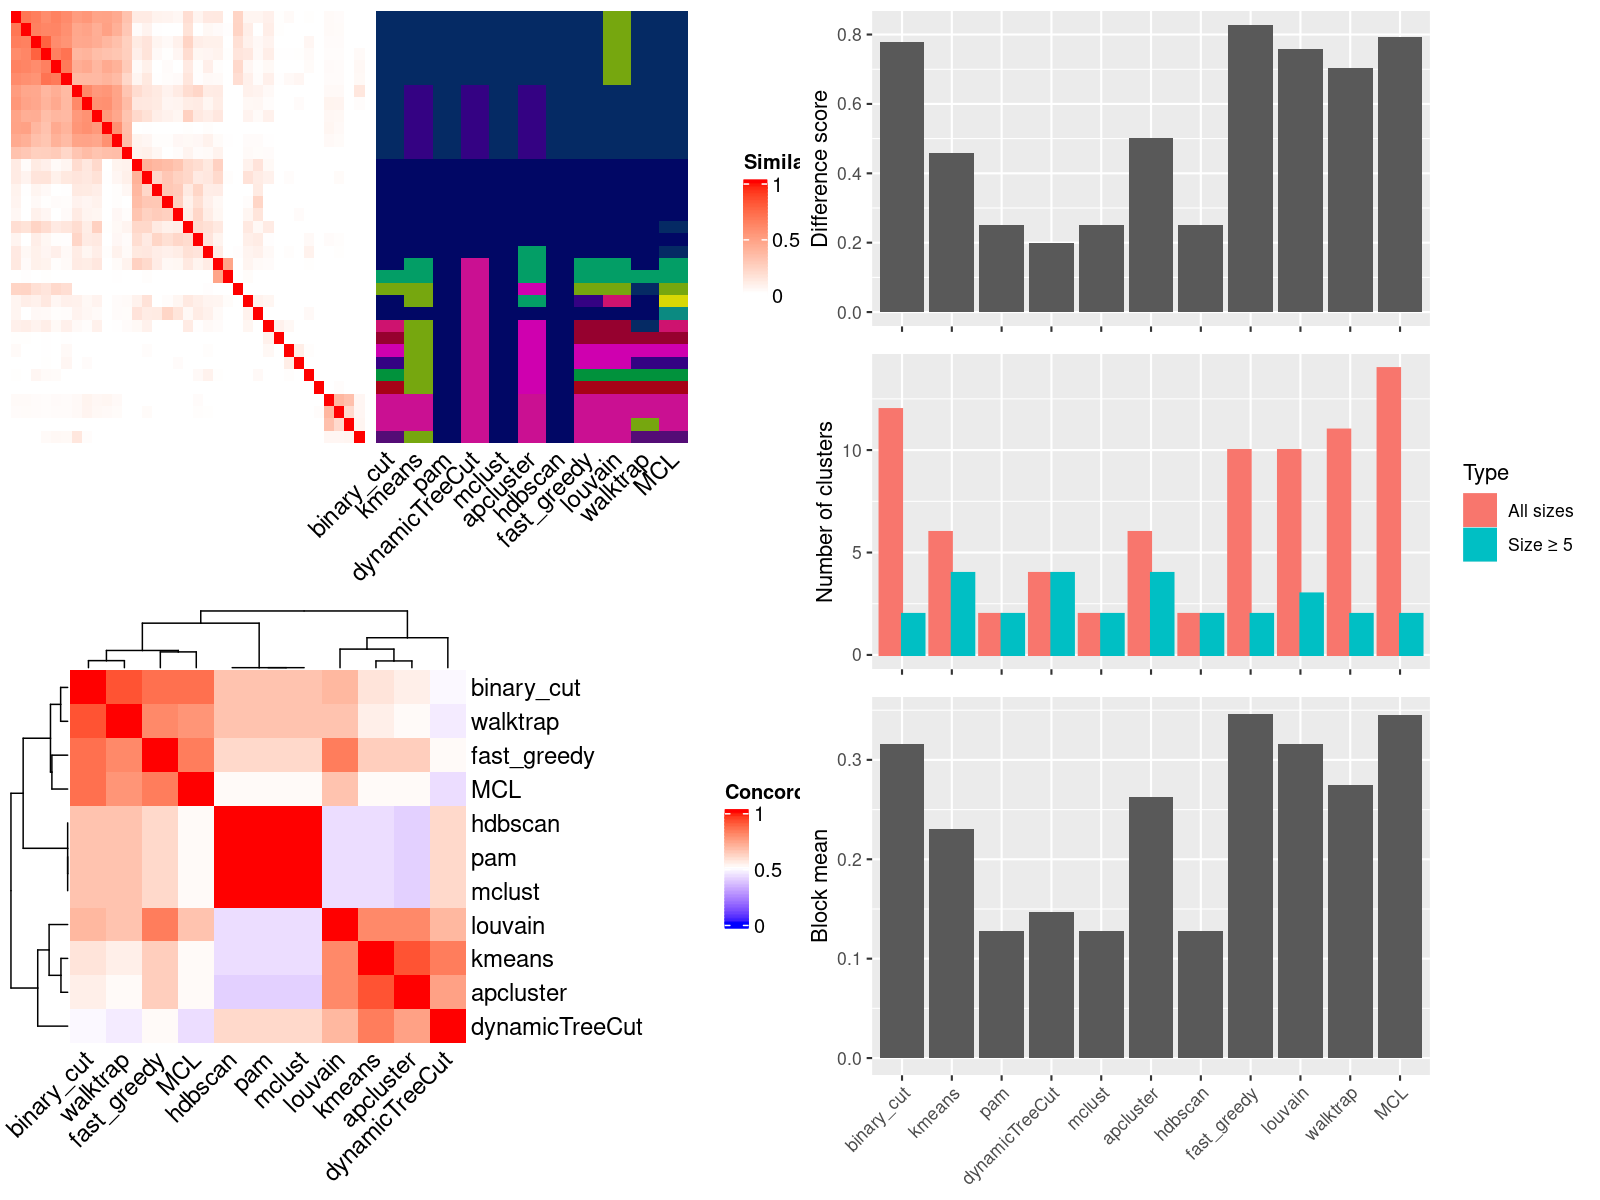 Simila
1
0.5
0
binary_cut
kmeans
pam
dynamicTreeCut
mclust
apcluster
hdbscan
fast_greedy
louvain
walktrap
MCL
binary_cut
walktrap
fast_greedy
MCL
hdbscan
pam
mclust
louvain
kmeans
apcluster
dynamicTreeCut
binary_cut
walktrap
fast_greedy
MCL
hdbscan
pam
mclust
louvain
kmeans
apcluster
dynamicTreeCut
Concord
1
0.5
0
Difference score
0.8
0.6
0.4
0.2
0.0
Number of clusters
10
5
0
Type
All sizes
Size ≥ 5
Block mean
0.3
0.2
0.1
0.0
binary_cut
kmeans
pam
dynamicTreeCut
mclust
apcluster
hdbscan
fast_greedy
louvain
walktrap
MCL